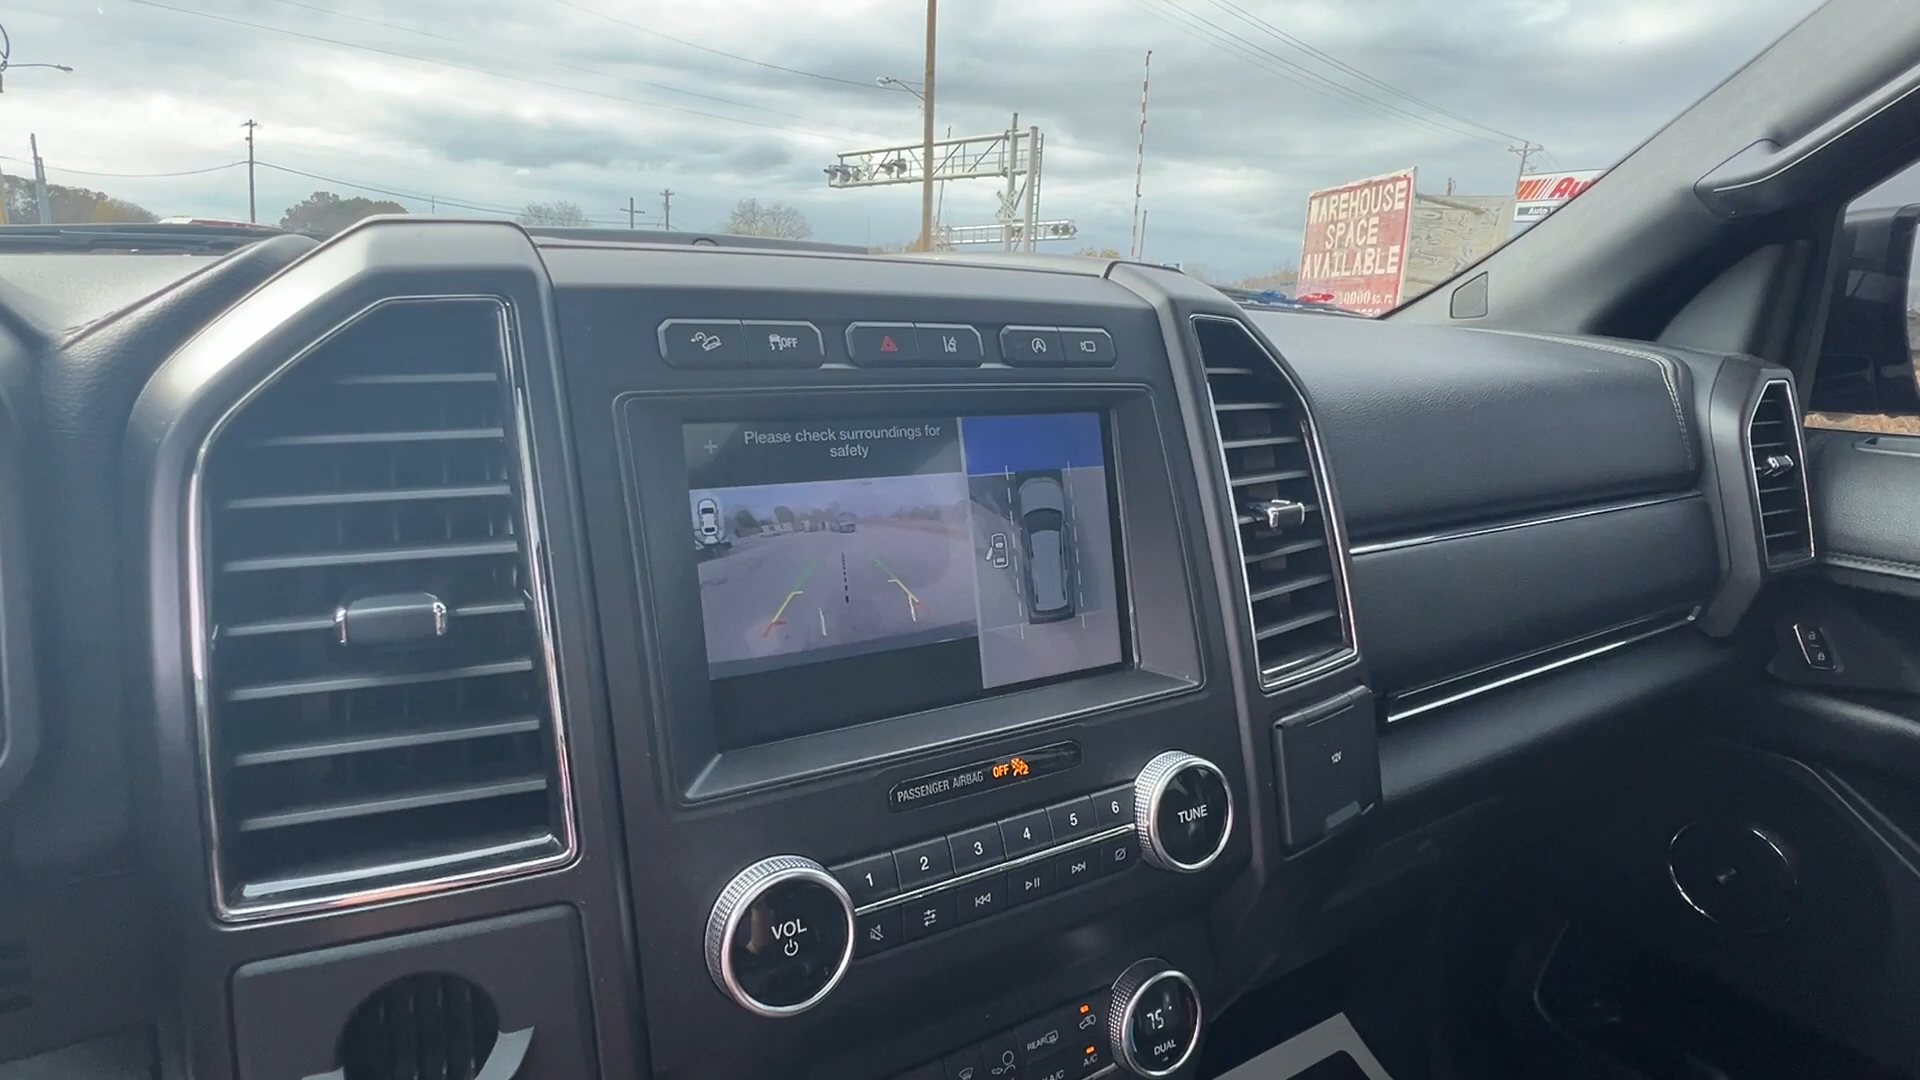 WAREHOUSE
SPACE
AVAILABLE
OFF
Please check surroundings for
safety
PASSENGER AIRBAG OFF
2
12V
1 2 3 4 5 6
TUNE
VOL
75°
DUAL
REAR
A/C